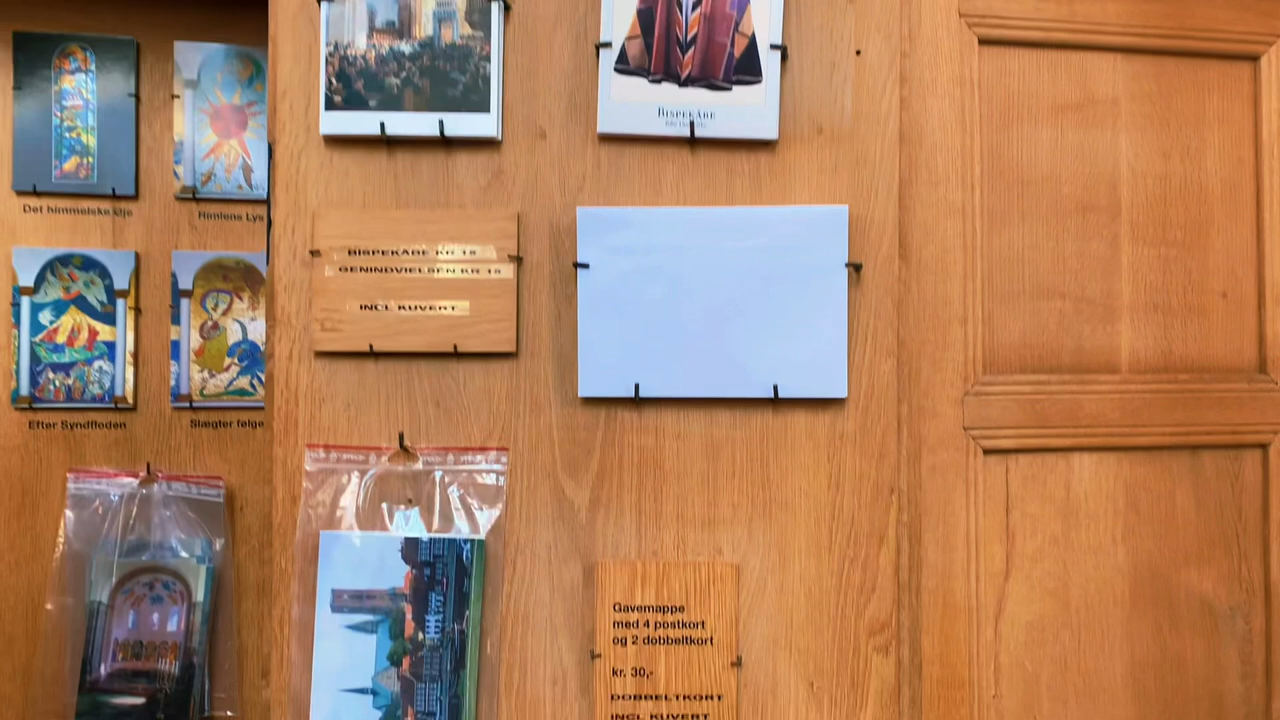 BISPEKÅBE
Det himmelske Øje
Himlens Lys
BISPEKÅBE KR 15
GENINDVIELSEN KR 15
INCL KUVERT
Efter Syndfloden
Slægter følge
Gavemappe
med 4 postkort
og 2 dobbeltkort
kr. 30,-
DOBBELTKORT
INCL KUVERT